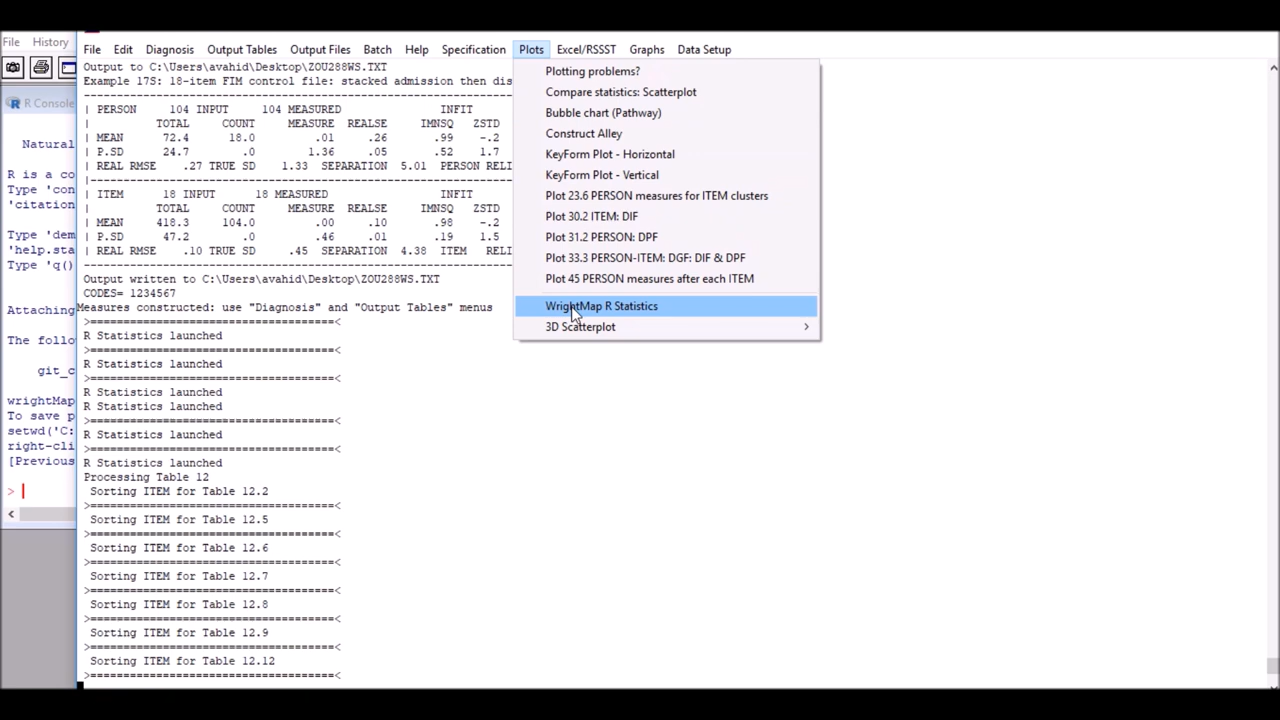 File History
R Console
Natural
R is a co
Type 'con
'citation
Type 'dem
'help.sta
Type 'q()
Attaching
The follo
git_c
wrightMap
To save p
setwd('C:
right-cli
[Previous
>
File Edit Diagnosis Output Tables Output Files Batch Help Specification Plots Excel/RSSST Graphs Data Setup
Output to C:\Users\avahid\Desktop\ZOU288WS.TXT
Example 17S: 18-item FIM control file: stacked admission then dis
--------------------------------------------------------------
| PERSON 104 INPUT 104 MEASURED INFIT
| TOTAL COUNT MEASURE REALSE IMNSQ ZSTD
| MEAN 72.4 18.0 .01 .26 .99 -.2
| P.SD 24.7 .0 1.36 .05 .52 1.7
| REAL RMSE .27 TRUE SD 1.33 SEPARATION 5.01 PERSON RELI
|-------------------------------------------------------------
| ITEM 18 INPUT 18 MEASURED INFIT
| TOTAL COUNT MEASURE REALSE IMNSQ ZSTD
| MEAN 418.3 104.0 .00 .10 .98 -.2
| P.SD 47.2 .0 .46 .01 .19 1.5
| REAL RMSE .10 TRUE SD .45 SEPARATION 4.38 ITEM RELI
--------------------------------------------------------------
Output written to C:\Users\avahid\Desktop\ZOU288WS.TXT
CODES= 1234567
Measures constructed: use "Diagnosis" and "Output Tables" menus
>===================================<
R Statistics launched
>===================================<
R Statistics launched
>===================================<
R Statistics launched
R Statistics launched
>===================================<
R Statistics launched
>===================================<
R Statistics launched
Processing Table 12
Sorting ITEM for Table 12.2
>===================================<
Sorting ITEM for Table 12.5
>===================================<
Sorting ITEM for Table 12.6
>===================================<
Sorting ITEM for Table 12.7
>===================================<
Sorting ITEM for Table 12.8
>===================================<
Sorting ITEM for Table 12.9
>===================================<
Sorting ITEM for Table 12.12
>===================================<
Plotting problems?
Compare statistics: Scatterplot
Bubble chart (Pathway)
Construct Alley
KeyForm Plot - Horizontal
KeyForm Plot - Vertical
Plot 23.6 PERSON measures for ITEM clusters
Plot 30.2 ITEM: DIF
Plot 31.2 PERSON: DPF
Plot 33.3 PERSON-ITEM: DGF: DIF & DPF
Plot 45 PERSON measures after each ITEM
WrightMap R Statistics
3D Scatterplot